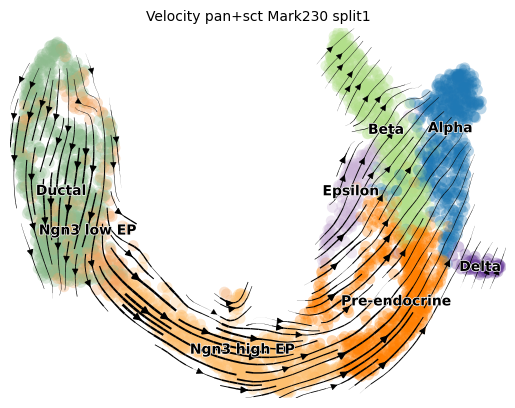 Velocity pan+sct Mark230 split1
Beta
Alpha
Ductal
Epsilon
Ngn3 low EP
Delta
Pre-endocrine
Ngn3 high EP